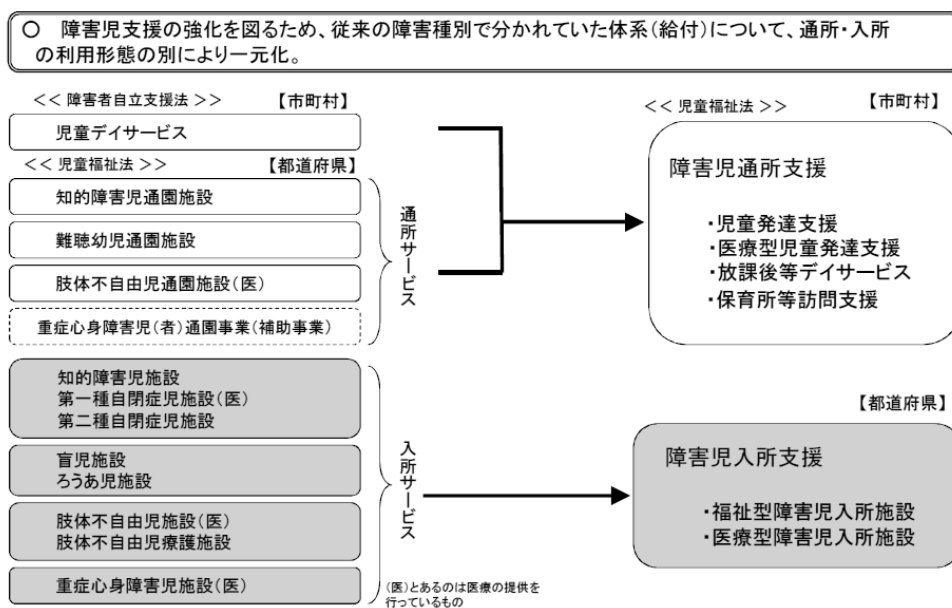 ○ 障害児支援の強化を図るため、従来の障害種別で分かれていた体系(給付)について、通所・入所
の利用形態の別により一元化。
<< 障害者自立支援法 >> 【市町村】
児童デイサービス
<< 児童福祉法 >> 【都道府県】
知的障害児通園施設
難聴幼児通園施設
肢体不自由児通園施設(医)
重症心身障害児(者)通園事業(補助事業)
通所サービス
知的障害児施設
第一種自閉症児施設(医)
第二種自閉症児施設
盲児施設
ろうあ児施設
肢体不自由児施設(医)
肢体不自由児療護施設
重症心身障害児施設(医)
入所サービス
(医)とあるのは医療の提供を
行っているもの
<< 児童福祉法 >> 【市町村】
障害児通所支援
・児童発達支援
・医療型児童発達支援
・放課後等デイサービス
・保育所等訪問支援
【都道府県】
障害児入所支援
・福祉型障害児入所施設
・医療型障害児入所施設